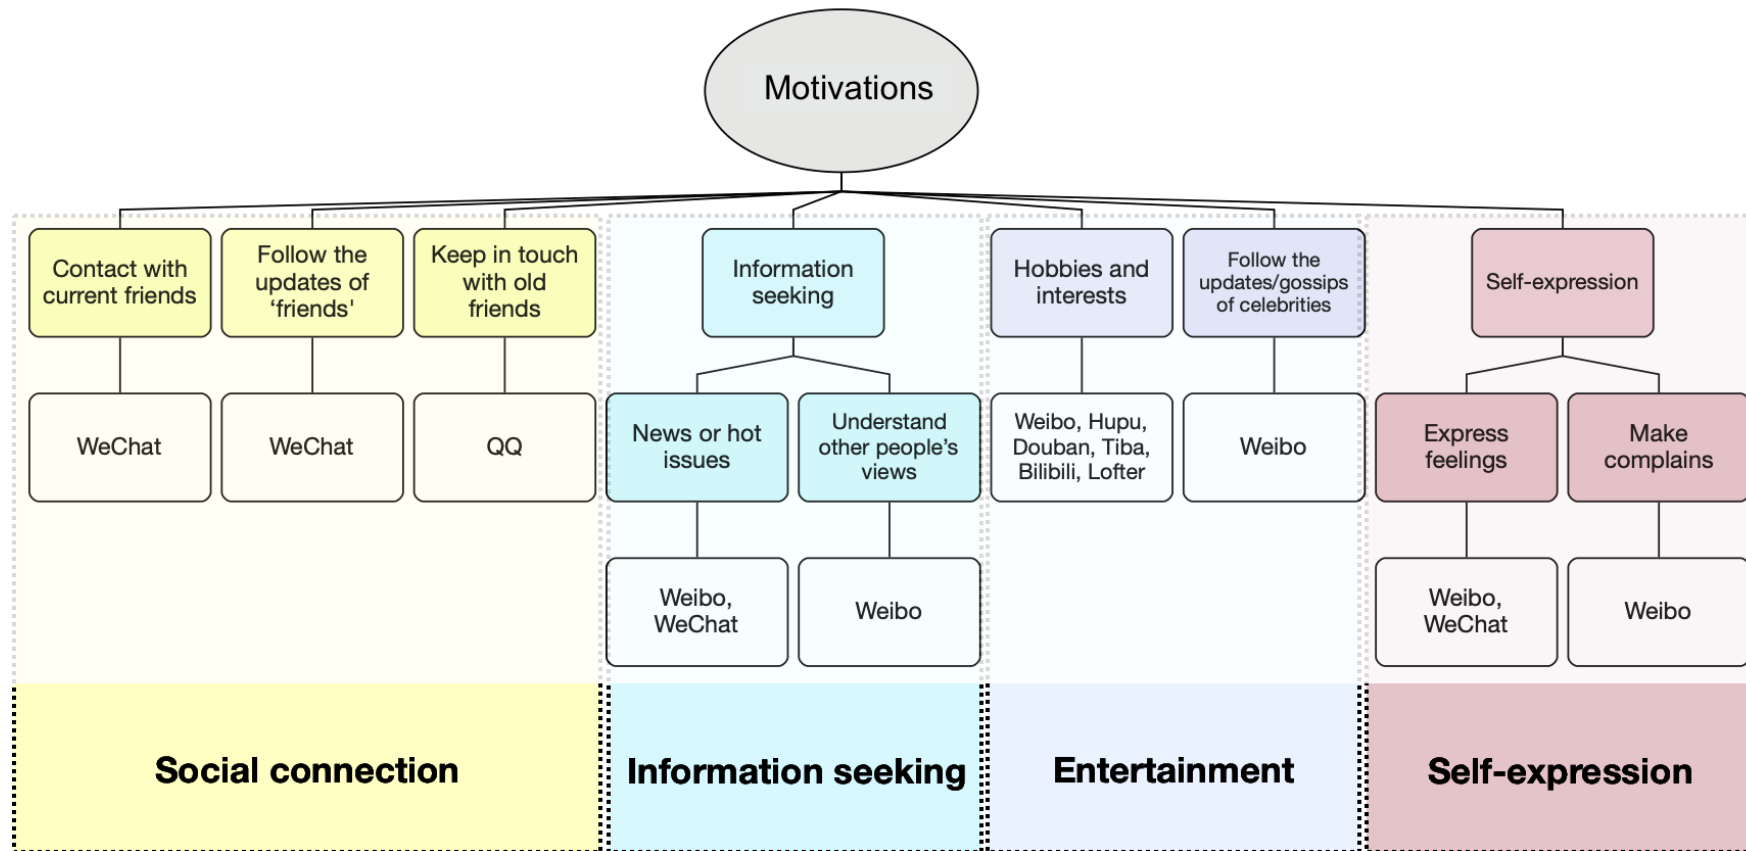 Motivations
Contact with
current friends
Follow the
updates of
‘friends'
Keep in touch
with old
friends
Information
seeking
Hobbies and
interests
Follow the
updates/gossips
of celebrities
Self-expression
WeChat
WeChat
QQ
News or hot
issues
Understand
other people’s
views
Weibo, Hupu,
Douban, Tiba,
Bilibili, Lofter
Weibo
Express
feelings
Make
complains
Weibo,
WeChat
Weibo
Weibo,
WeChat
Weibo
Social connection
Information seeking
Entertainment
Self-expression